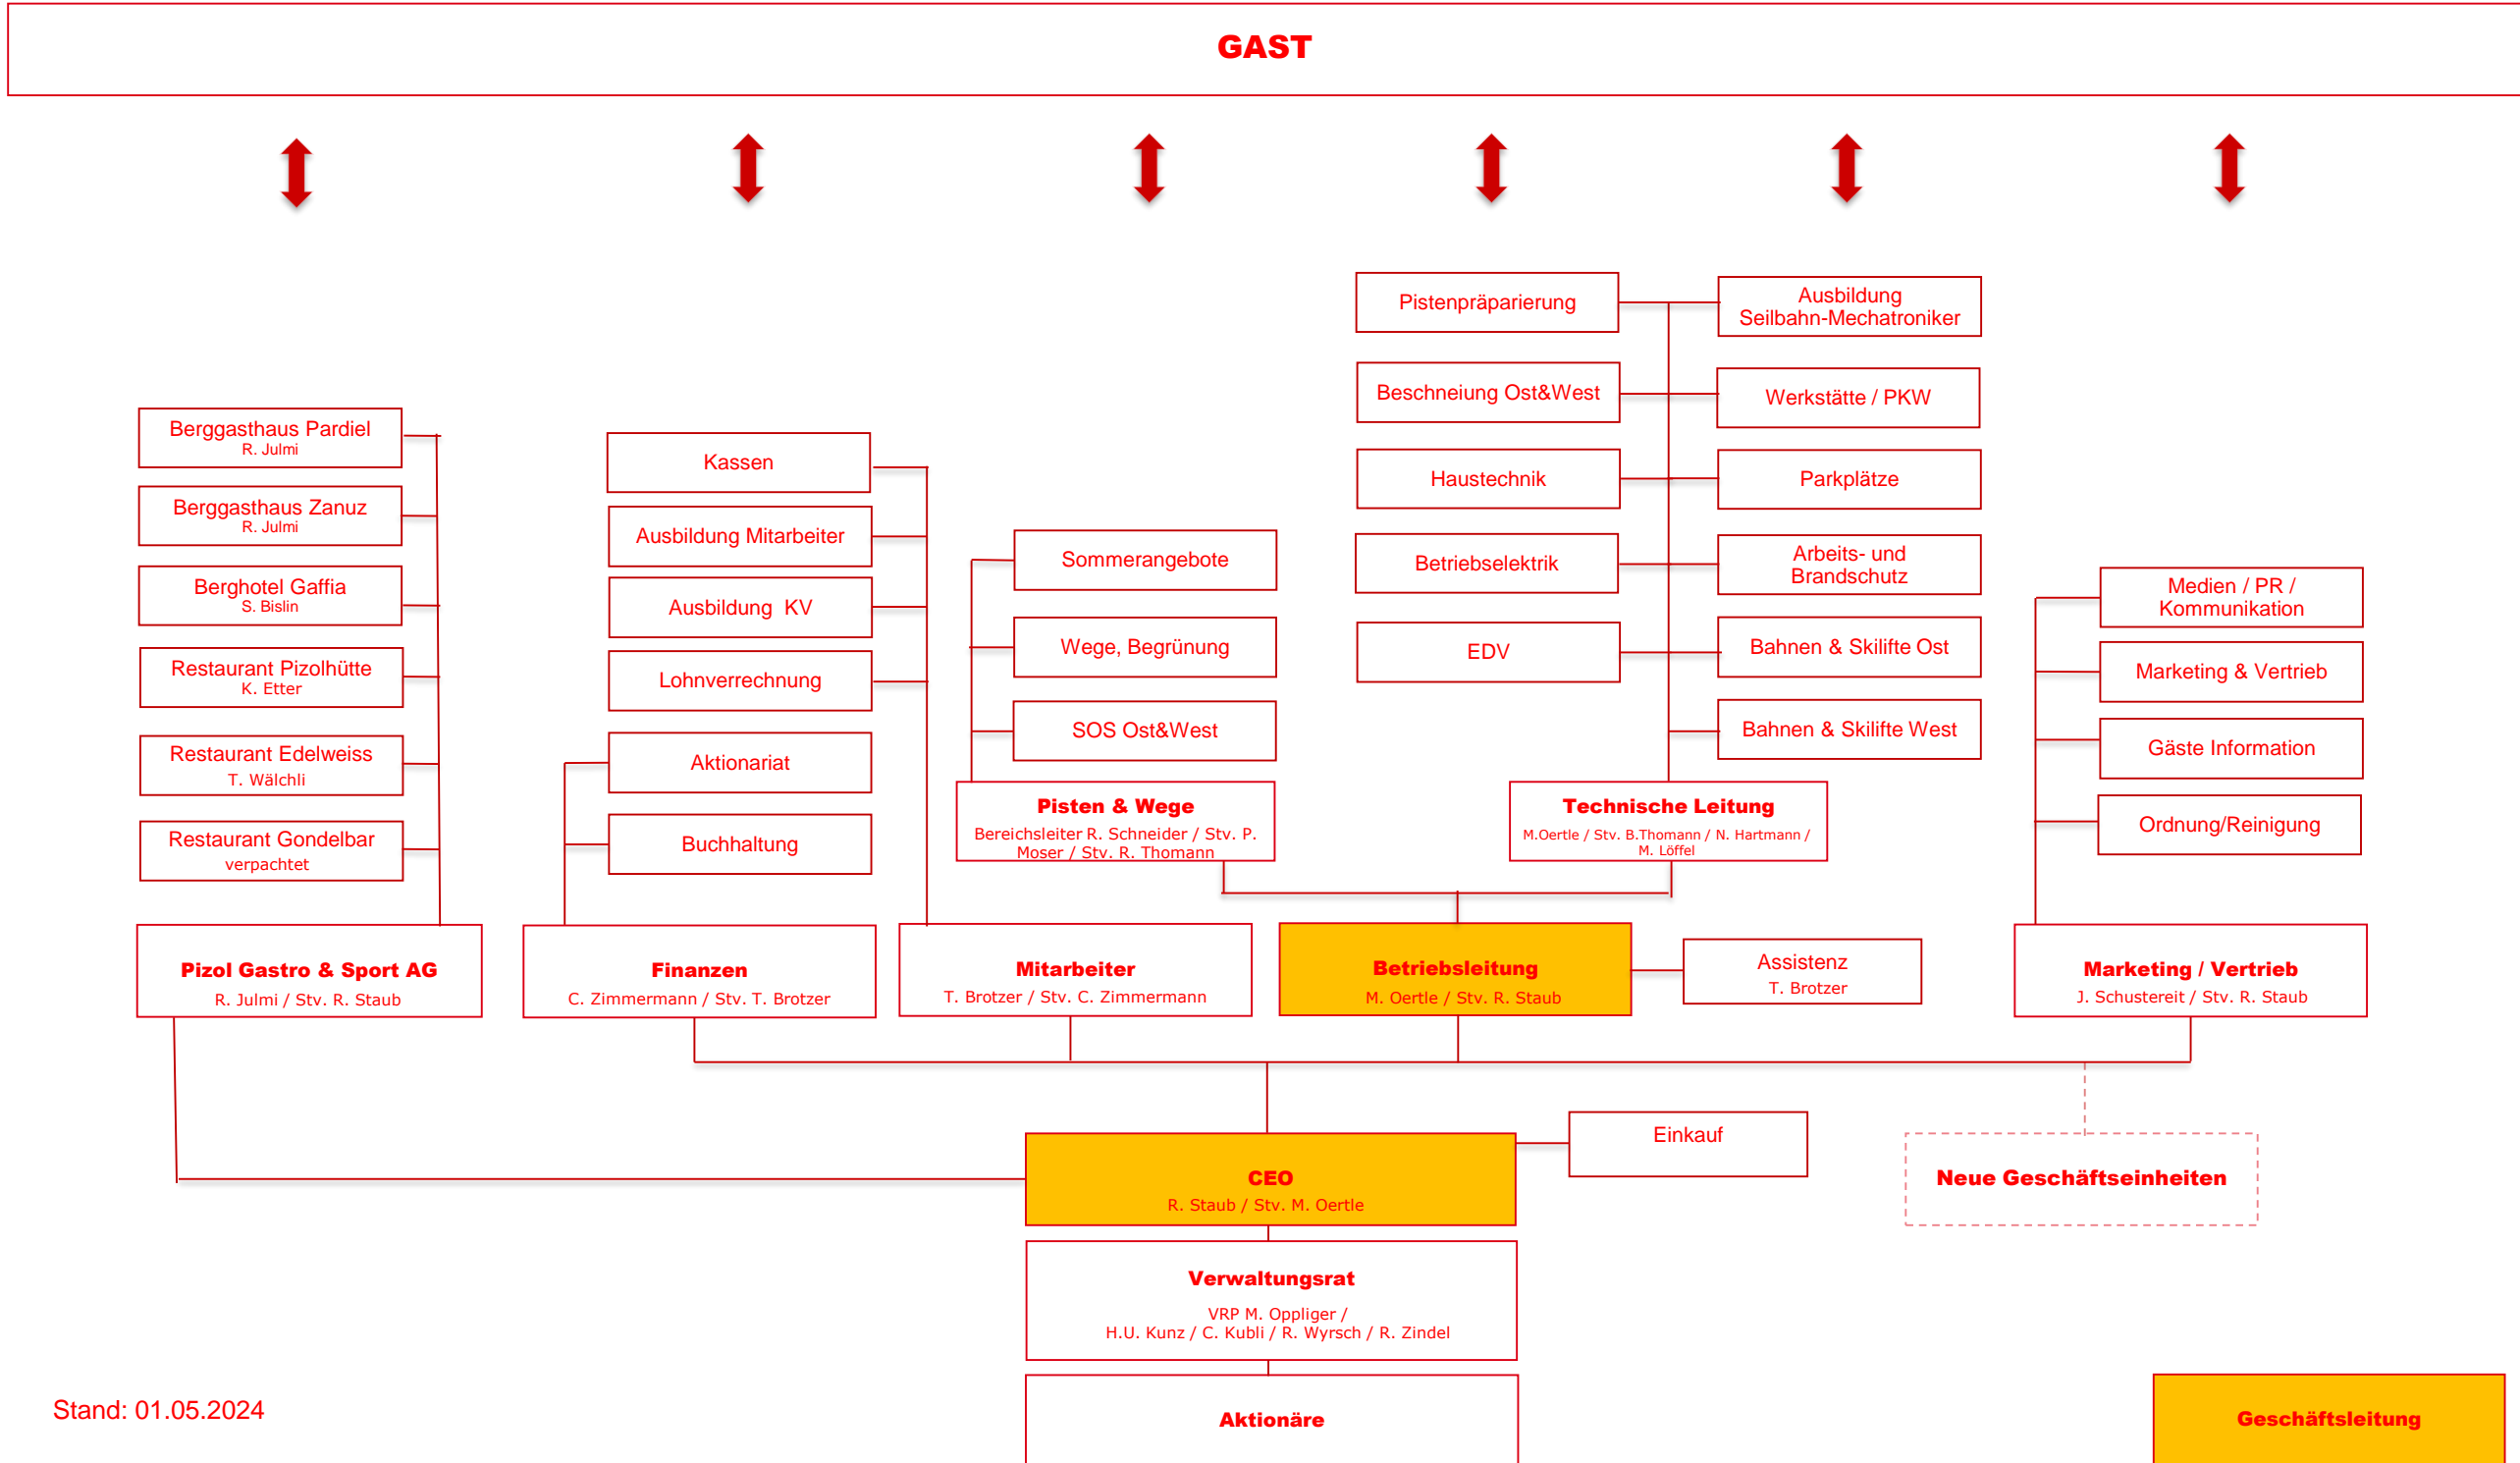 GAST
Pistenpräparierung
Ausbildung
Seilbahn-Mechatroniker
Beschneiung Ost&West
Werkstätte / PKW
Haustechnik
Parkplätze
Betriebselektrik
Arbeits- und
Brandschutz
EDV
Bahnen & Skilifte Ost
Bahnen & Skilifte West
Berggasthaus Pardiel
R. Julmi
Berggasthaus Zanuz
R. Julmi
Berghotel Gaffia
S. Bislin
Restaurant Pizolhütte
K. Etter
Restaurant Edelweiss
T. Wälchli
Restaurant Gondelbar
verpachtet
Kassen
Ausbildung Mitarbeiter
Ausbildung  KV
Lohnverrechnung
Aktionariat
Buchhaltung
Sommerangebote
Wege, Begrünung
SOS Ost&West
Medien / PR /
Kommunikation
Marketing & Vertrieb
Gäste Information
Ordnung/Reinigung
Pisten & Wege
Bereichsleiter R. Schneider / Stv. P.
Moser / Stv. R. Thomann
Technische Leitung
M.Oertle / Stv. B.Thomann / N. Hartmann /
M. Löffel
Pizol Gastro & Sport AG
R. Julmi / Stv. R. Staub
Finanzen
C. Zimmermann / Stv. T. Brotzer
Mitarbeiter
T. Brotzer / Stv. C. Zimmermann
Betriebsleitung
M. Oertle / Stv. R. Staub
Assistenz
T. Brotzer
Marketing / Vertrieb
J. Schustereit / Stv. R. Staub
Einkauf
CEO
R. Staub / Stv. M. Oertle
Neue Geschäftseinheiten
Verwaltungsrat
VRP M. Oppliger /
H.U. Kunz / C. Kubli / R. Wyrsch / R. Zindel
Stand: 01.05.2024
Aktionäre
Geschäftsleitung